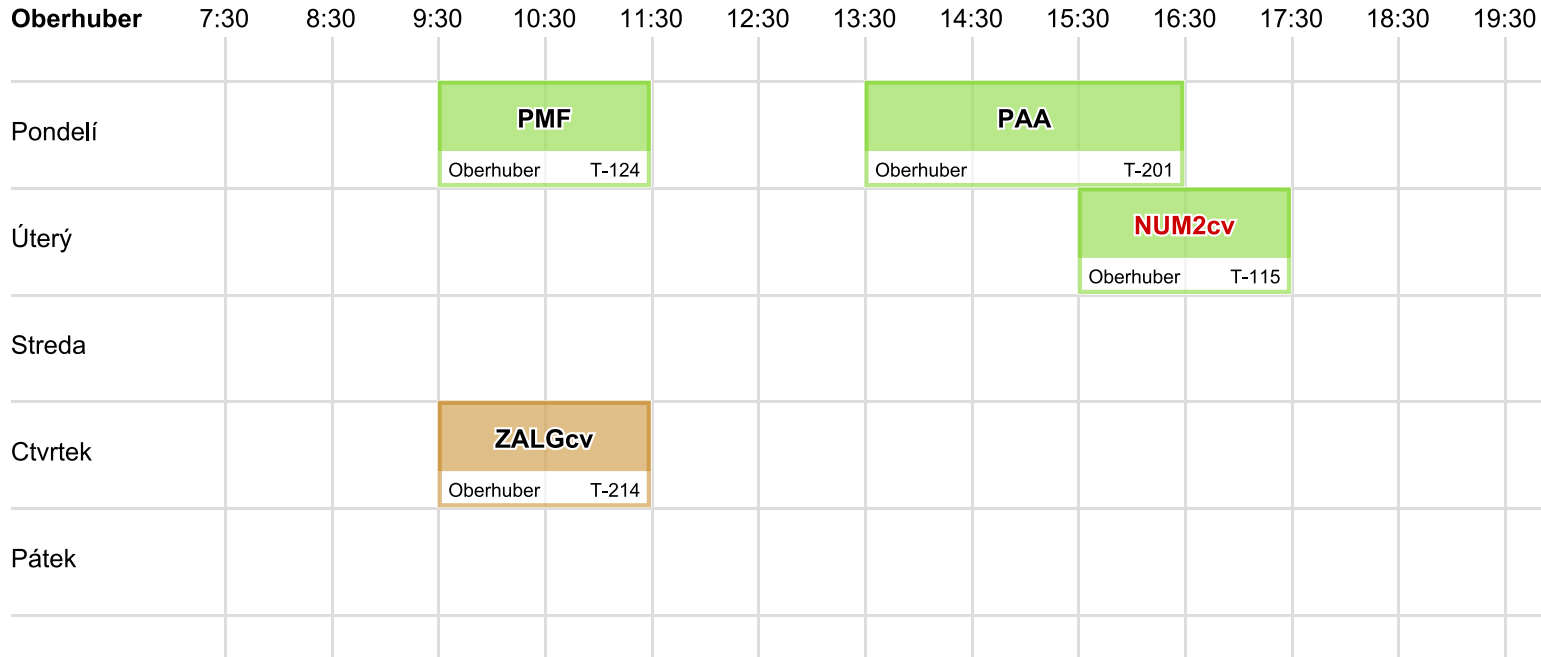 Oberhuber 7:30 8:30 9:30 10:30 11:30 12:30 13:30 14:30 15:30 16:30 17:30 18:30 19:30
Pondelí
PMF
Oberhuber T-124
PAA
Oberhuber T-201
Úterý
NUM2cv
Oberhuber T-115
Streda
Ctvrtek
ZALGcv
Oberhuber T-214
Pátek